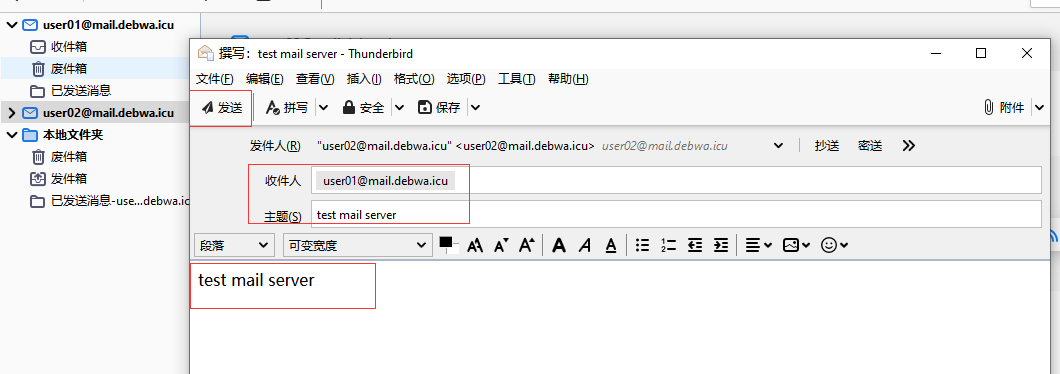 user01@mail.debwa.icu
收件箱
废件箱
已发送消息
user02@mail.debwa.icu
本地文件夹
废件箱
发件箱
已发送消息-use...debwa.ic
撰写：test mail server - Thunderbird
文件(F) 编辑(E) 查看(V) 插入(I) 格式(O) 选项(P) 工具(T) 帮助(H)
发送 拼写 安全 保存 附件
发件人(R) "user02@mail.debwa.icu" <user02@mail.debwa.icu> user02@mail.debwa.icu 抄送 密送
收件人 user01@mail.debwa.icu
主题(S) test mail server
段落 可变宽度
test mail server